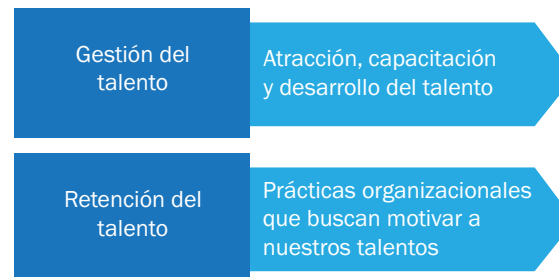 Gestión del
talento
Atracción, capacitación
y desarrollo del talento
Retención del
talento
Prácticas organizacionales
que buscan motivar a
nuestros talentos